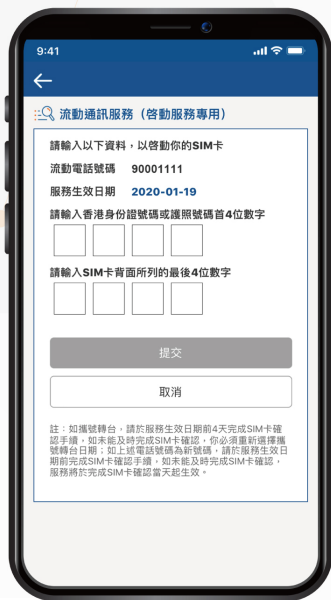 9:41
流動通訊服務（啓動服務專用）
請輸入以下資料，以啓動你的SIM卡
流動電話號碼 90001111
服務生效日期 2020-01-19
請輸入香港身份證號碼或護照號碼首4位數字
請輸入SIM卡背面所列的最後4位數字
提交
取消
註：如攜號轉台，請於服務生效日期前4天完成SIM卡確
認手續，如未能及時完成SIM卡確認，你必須重新選擇攜
號轉台日期；如上述電話號碼為新號碼，請於服務生效日
期前完成SIM卡確認手續，如未能及時完成SIM卡確認，
服務將於完成SIM卡確認當天起生效。